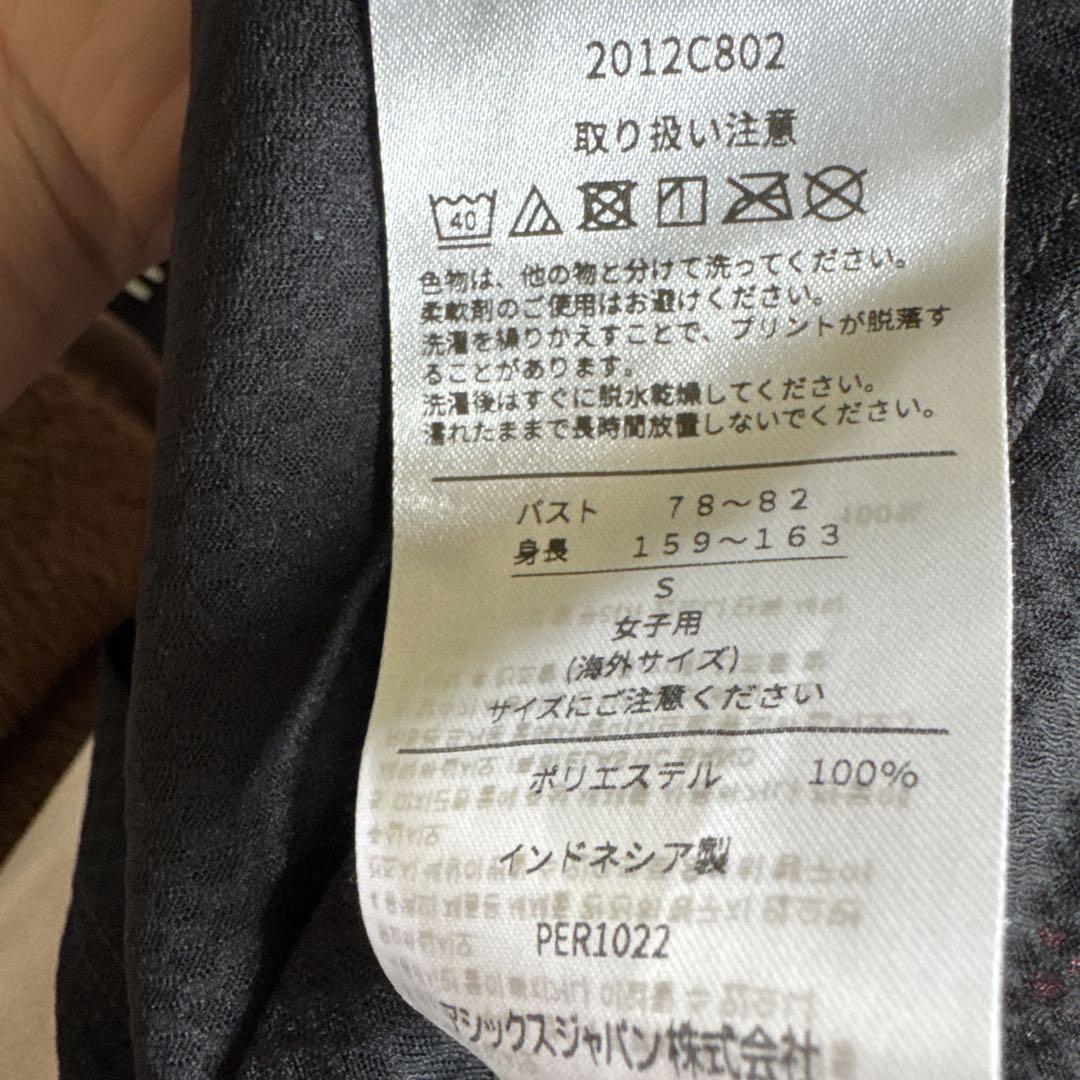 2012C802
取り扱い注意
40
色物は、他の物と分けて洗ってください。
柔軟剤のご使用はお避けください。
洗濯を繰りかえすことで、プリントが脱落す
ることがあります。
洗濯後はすぐに脱水乾燥してください。
濡れたままで長時間放置しないでください。
バスト 78～82
身長 159～163
S
女子用
(海外サイズ)
サイズにご注意ください
ポリエステル 100%
インドネシア製
PER1022
シックスジャパン株式会社